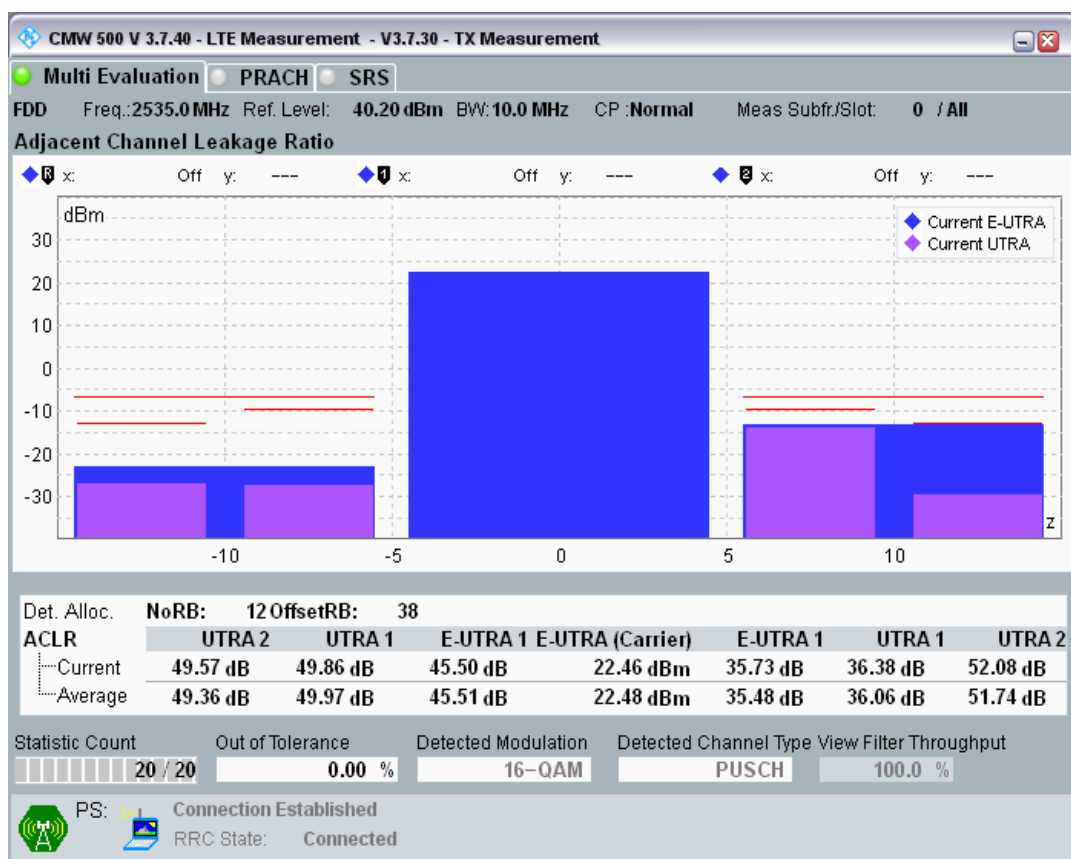 CMW 500 V 3.7.40 - LTE Measurement - V3.7.30 - TX Measurement
Multi Evaluation PRACH SRS
FDD Freq.:2535.0 MHz Ref. Level: 40.20 dBm BW: 10.0 MHz CP :Normal Meas Subfr./Slot: 0 / All
Adjacent Channel Leakage Ratio
R x: Off y: --- 1 x: Off y: --- 2 x: Off y: ---
dBm
Current E-UTRA
Current UTRA
30
20
10
0
-10
-20
-30
z
-10 -5 0 5 10
Det. Alloc. NoRB: 12 OffsetRB: 38
ACLR UTRA 2 UTRA 1 E-UTRA 1 E-UTRA (Carrier) E-UTRA 1 UTRA 1 UTRA 2
Current 49.57 dB 49.86 dB 45.50 dB 22.46 dBm 35.73 dB 36.38 dB 52.08 dB
Average 49.36 dB 49.97 dB 45.51 dB 22.48 dBm 35.48 dB 36.06 dB 51.74 dB
Statistic Count Out of Tolerance Detected Modulation Detected Channel Type View Filter Throughput
20 / 20 0.00 % 16-QAM PUSCH 100.0 %
PS: Connection Established
RRC State: Connected